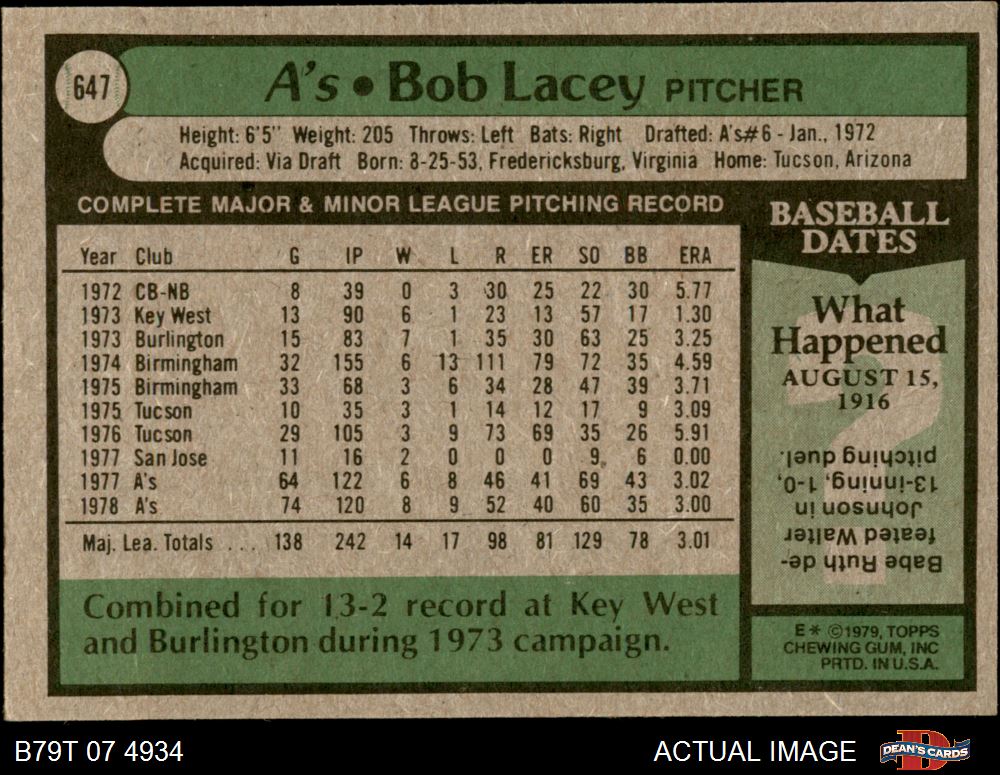 647
A's • Bob Lacey PITCHER
Height: 6'5" Weight: 205 Throws: Left Bats: Right Drafted: A's#6 - Jan., 1972
Acquired: Via Draft Born: 8-25-53, Fredericksburg, Virginia Home: Tucson, Arizona
COMPLETE MAJOR & MINOR LEAGUE PITCHING RECORD
Year Club G IP W L R ER SO BB ERA
1972 CB-NB 8 39 0 3 30 25 22 30 5.77
1973 Key West 13 90 6 1 23 13 57 17 1.30
1973 Burlington 15 83 7 1 35 30 63 25 3.25
1974 Birmingham 32 155 6 13 111 79 72 35 4.59
1975 Birmingham 33 68 3 6 34 28 47 39 3.71
1975 Tucson 10 35 3 1 14 12 17 9 3.09
1976 Tucson 29 105 3 9 73 69 35 26 5.91
1977 San Jose 11 16 2 0 0 0 9 6 0.00
1977 A's 64 122 6 8 46 41 69 43 3.02
1978 A's 74 120 8 9 52 40 60 35 3.00
Maj. Lea. Totals ... 138 242 14 17 98 81 129 78 3.01
Combined for 13-2 record at Key West
and Burlington during 1973 campaign.
BASEBALL
DATES
What
Happened
AUGUST 15,
1916
Babe Ruth de-
feated Walter
Johnson in
13-inning, 1-0,
pitching duel.
E* ©1979, TOPPS
CHEWING GUM, INC
PRTD. IN U.S.A.
B79T 07 4934
ACTUAL IMAGE
DEAN'S CARDS